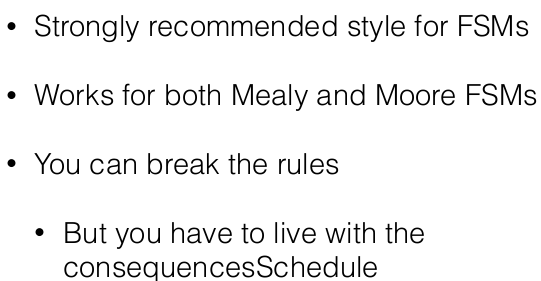 • Strongly recommended style for FSMs
• Works for both Mealy and Moore FSMs
• You can break the rules
• But you have to live with the
consequencesSchedule